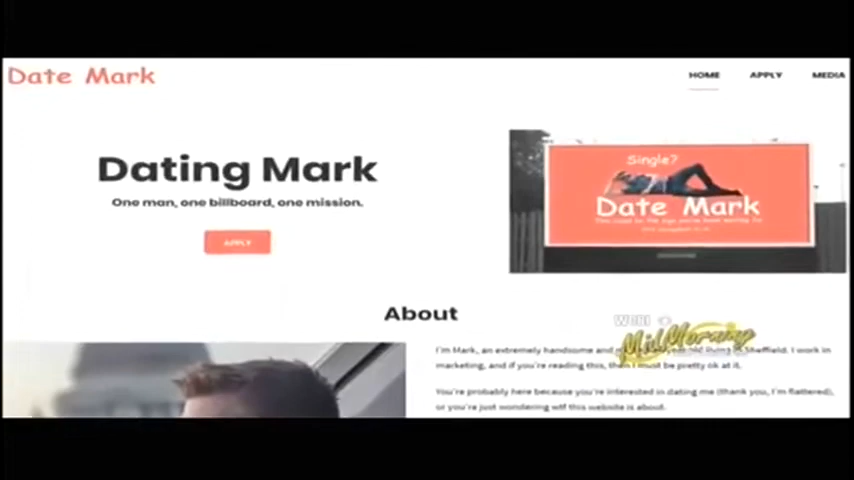 Date Mark
HOME
APPLY
MEDIA
Dating Mark
One man, one billboard, one mission.
APPLY
Single?
Date Mark
About
WCNI
MidMorning
I'm Mark, an extremely handsome and Sheffield. I work in
marketing, and if you're reading this, then I must be pretty ok at it.
You're probably here because you're interested in dating me (thank you, I'm flattered),
or you're just wondering wtf this website is about.